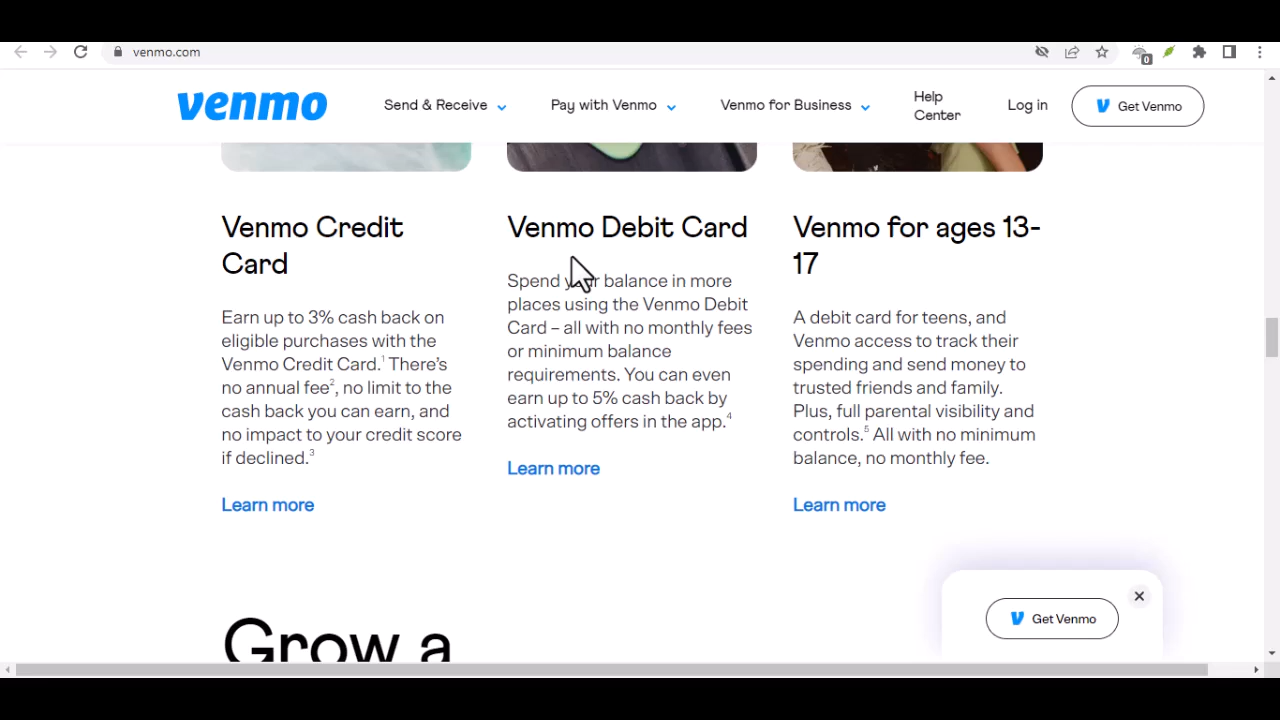 venmo.com
0
venmo
Send & Receive
Pay with Venmo
Venmo for Business
Help
Center
Log in
Get Venmo
Venmo Credit
Card
Earn up to 3% cash back on
eligible purchases with the
Venmo Credit Card.¹ There's
no annual fee², no limit to the
cash back you can earn, and
no impact to your credit score
if declined.³
Learn more
Venmo Debit Card
Spend your balance in more
places using the Venmo Debit
Card – all with no monthly fees
or minimum balance
requirements. You can even
earn up to 5% cash back by
activating offers in the app.⁴
Learn more
Venmo for ages 13-
17
A debit card for teens, and
Venmo access to track their
spending and send money to
trusted friends and family.
Plus, full parental visibility and
controls.⁵ All with no minimum
balance, no monthly fee.
Learn more
Grow a
Get Venmo